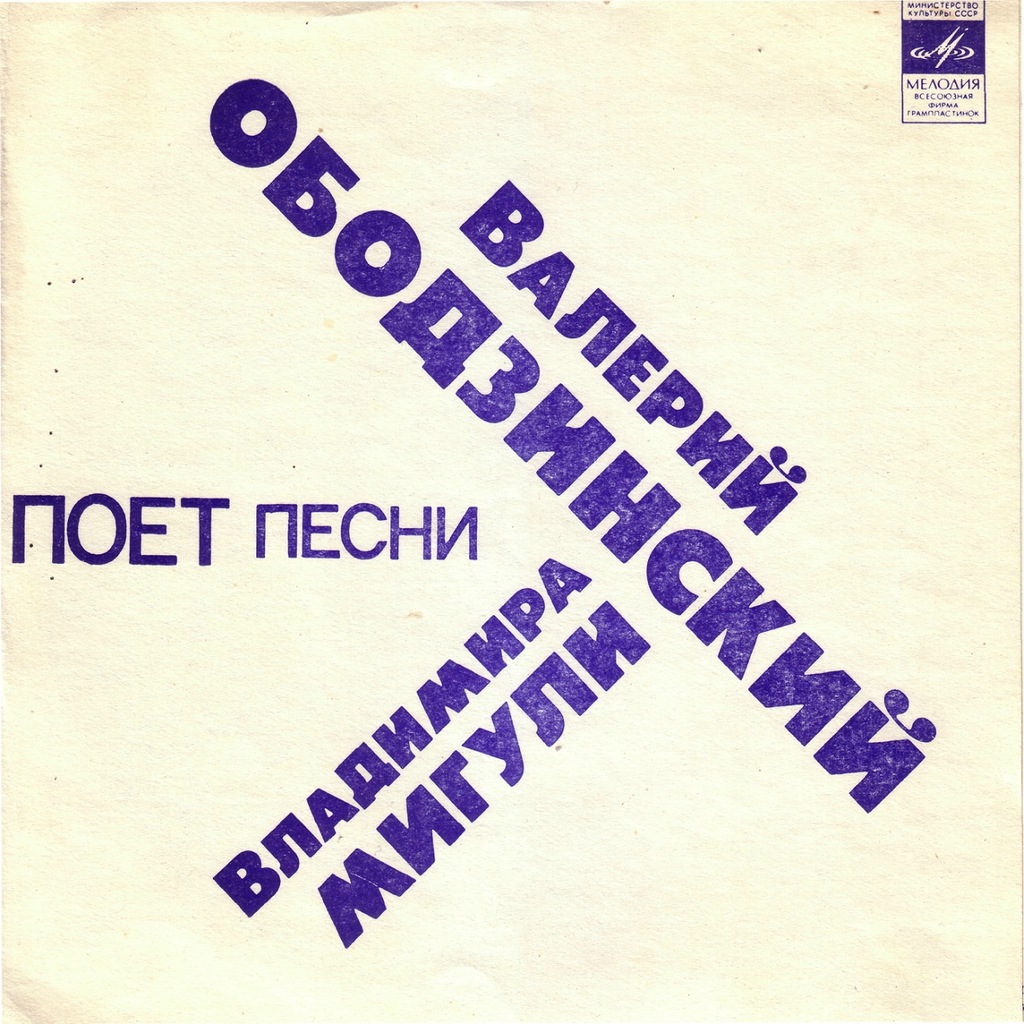 МИНИСТЕРСТВО
КУЛЬТУРЫ СССР
МЕЛОДИЯ
ВСЕСОЮЗНАЯ
ФИРМА
ГРАМПЛАСТИНОК
ВАЛЕРИЙ
ОБОДЗИНСКИЙ
ПОЕТ ПЕСНИ
ВЛАДИМИРА
МИГУЛИ